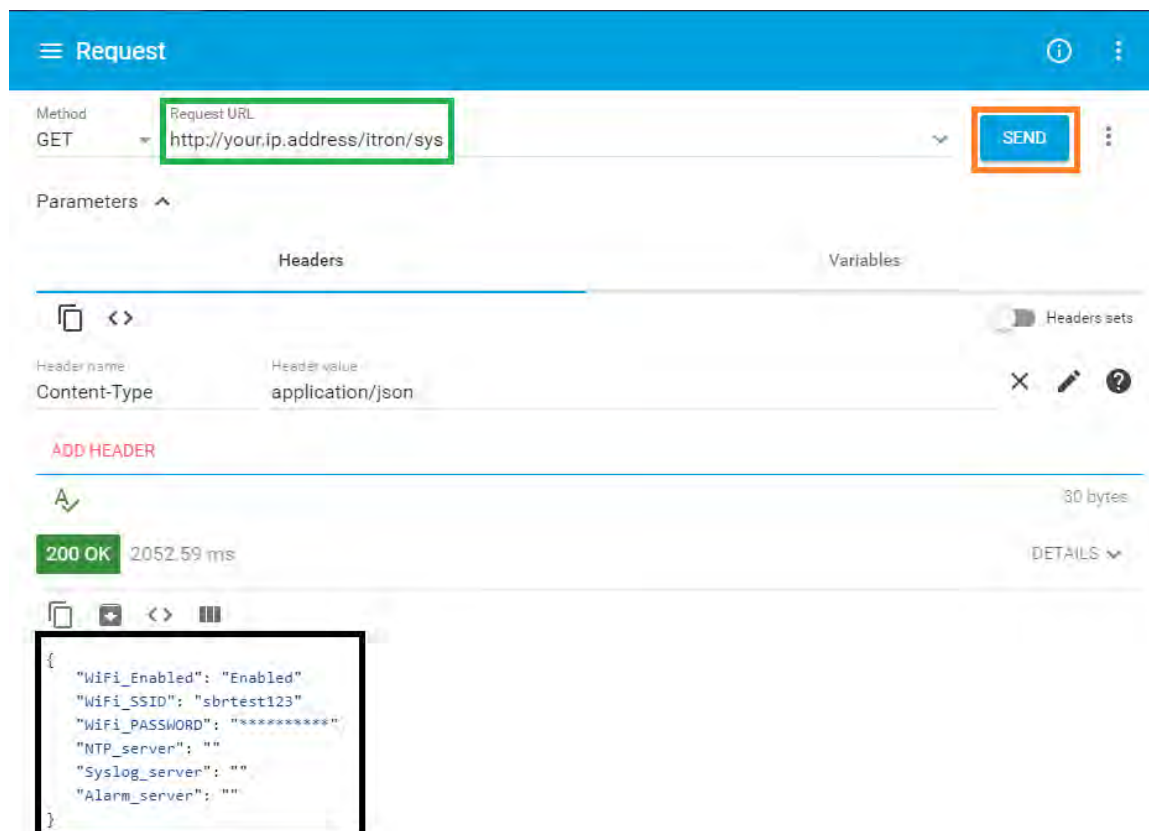 Request
Method
Request URL
GET
http://your.ip.address/itron/sys
SEND
Parameters
Headers
Variables
< >
Headers sets
Header name
Header value
Content-Type
application/json
ADD HEADER
30 bytes
200 OK 2052.59 ms
DETAILS
< >
{
"WiFi_Enabled": "Enabled"
"WiFi_SSID": "sbrtest123"
"WiFi_PASSWORD": "**********"
"NTP_server": ""
"Syslog_server": ""
"Alarm_server": ""
}